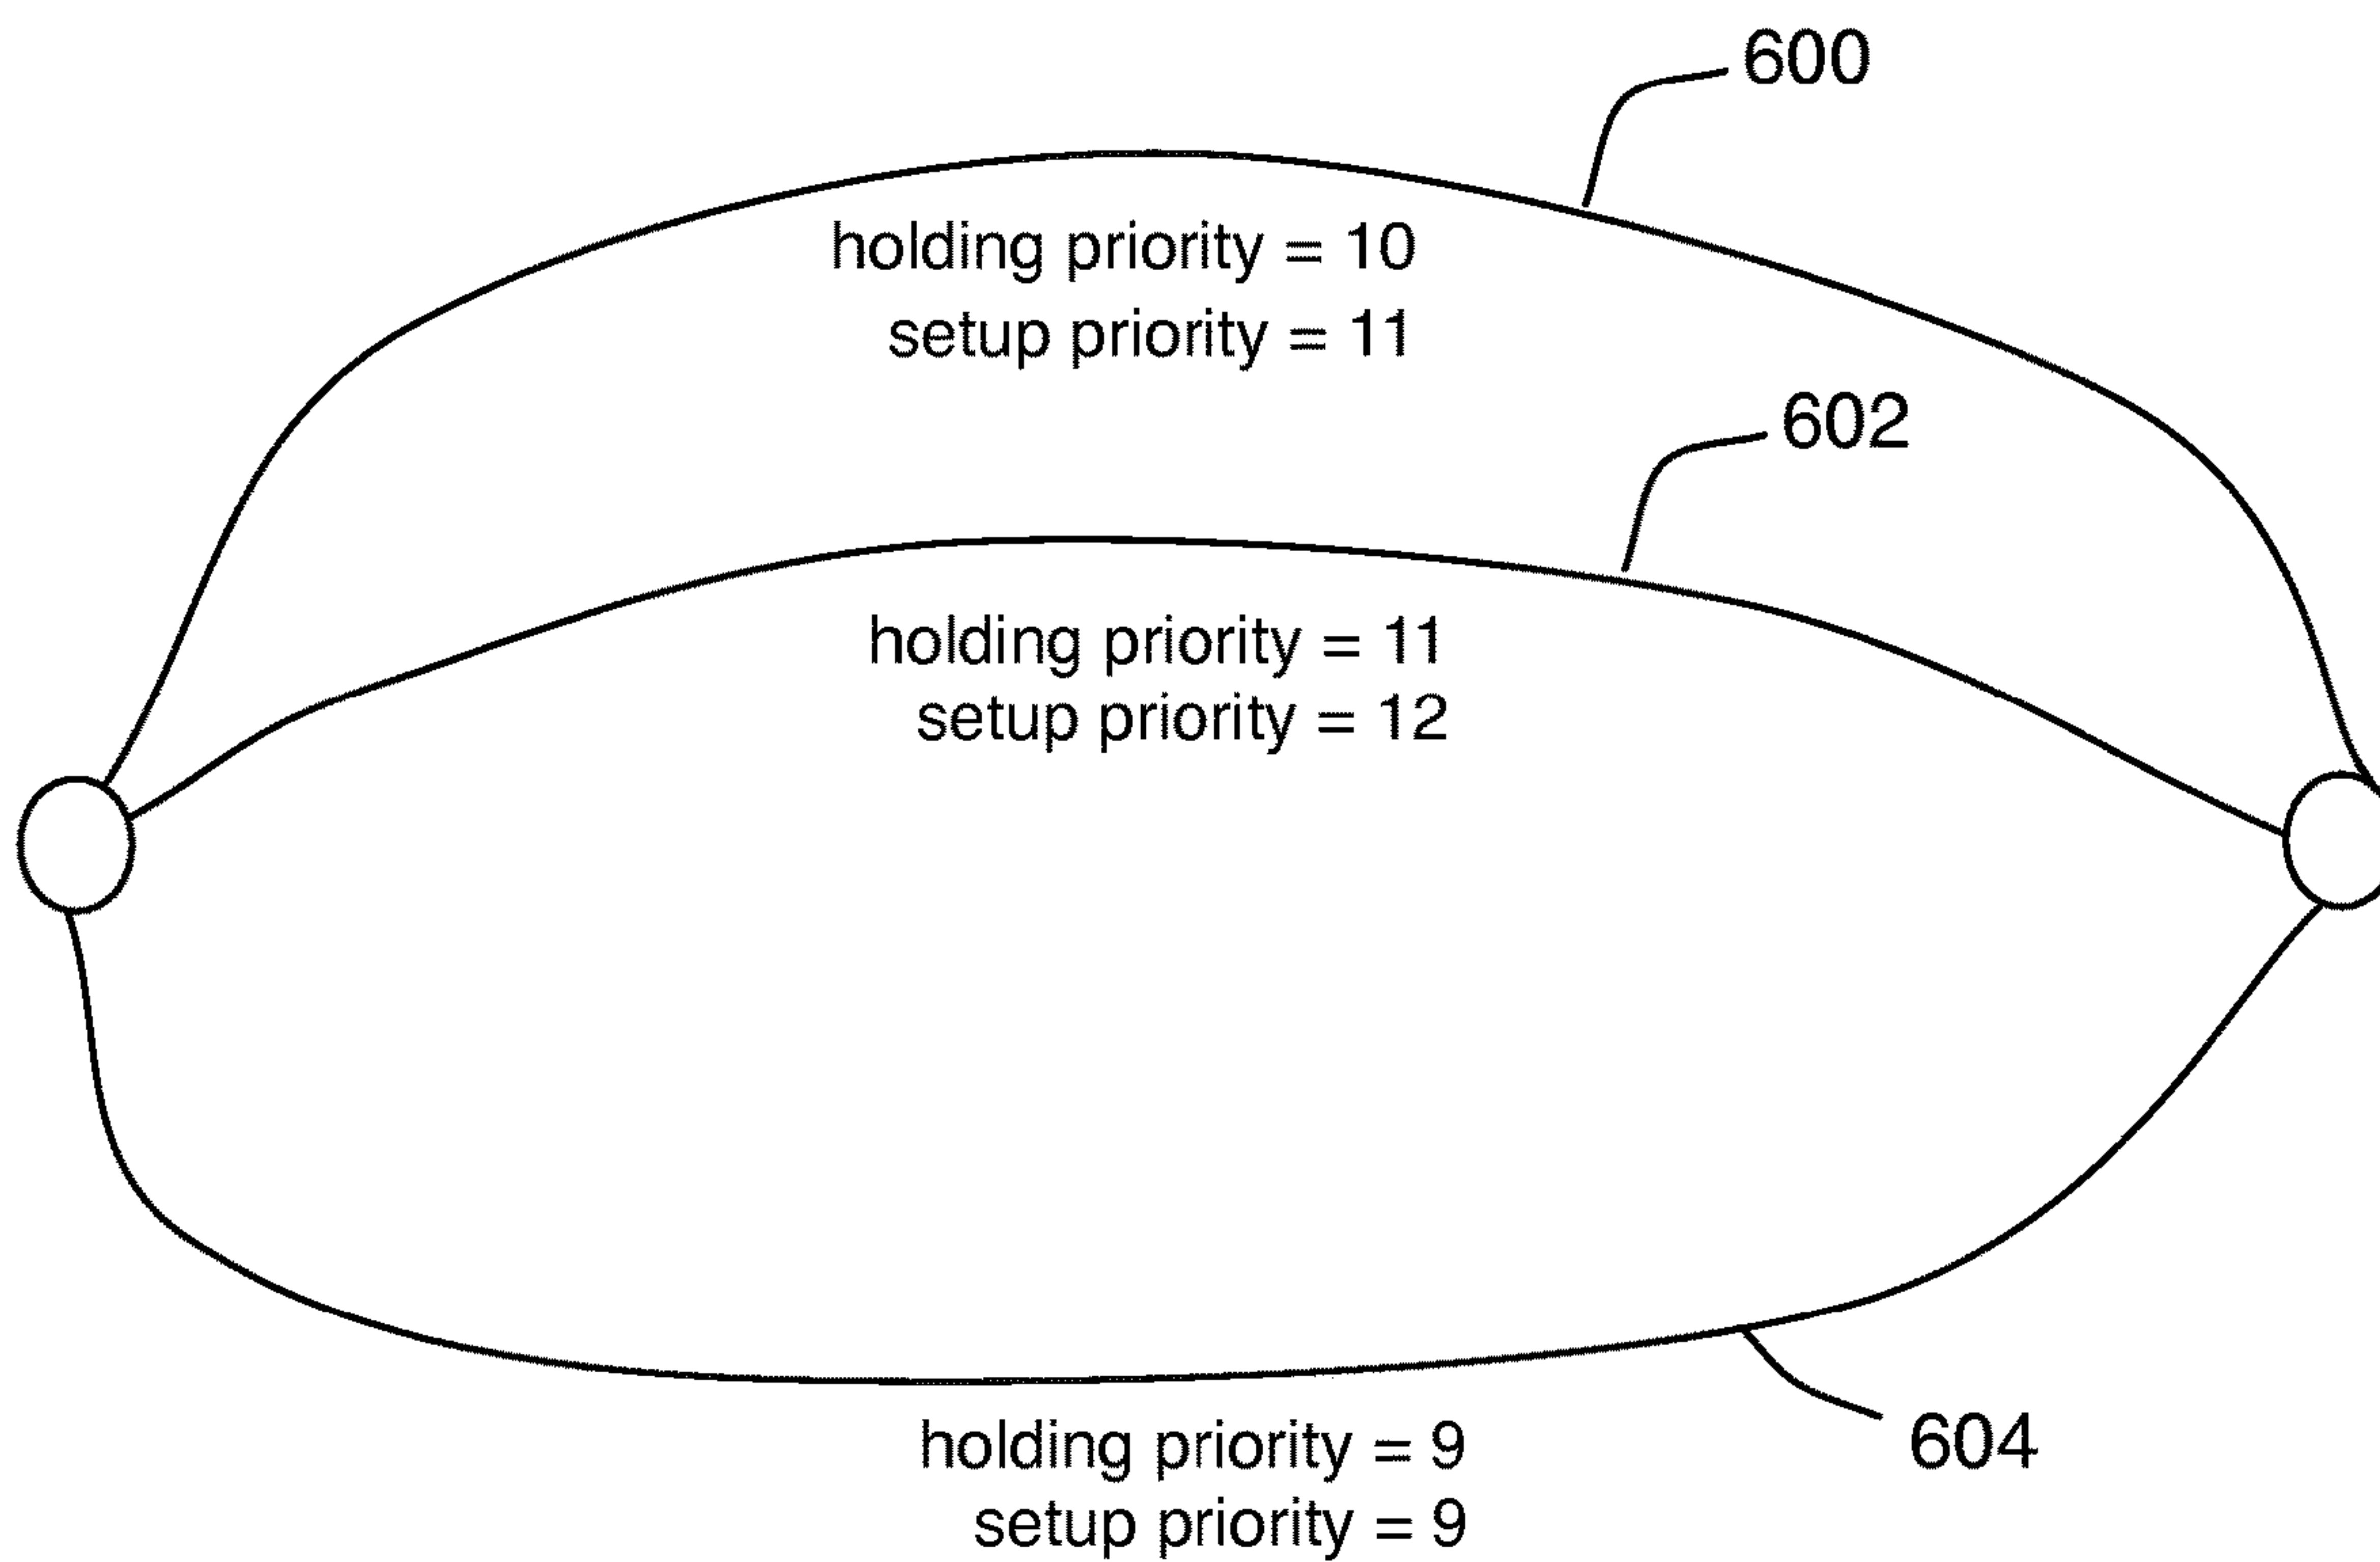 600
holding priority = 10
setup priority = 11
602
holding priority = 11
setup priority = 12
holding priority = 9
604
setup priority = 9